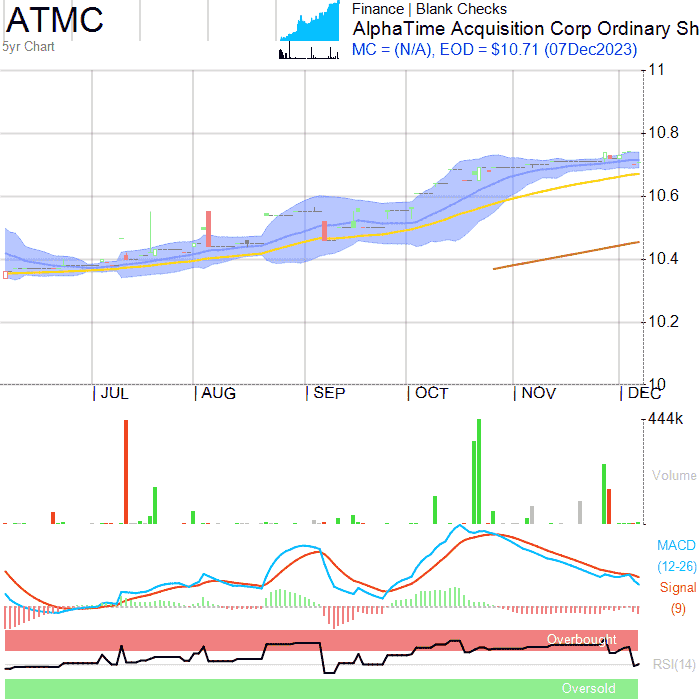 ATMC
5yr Chart
Finance | Blank Checks
AlphaTime Acquisition Corp Ordinary Sh
MC = (N/A), EOD = $10.71 (07Dec2023)
11
10.8
10.6
10.4
10.2
10
JUL AUG SEP OCT NOV DEC
444k
Volume
MACD
(12-26)
Signal
(9)
Overbought
RSI(14)
Oversold